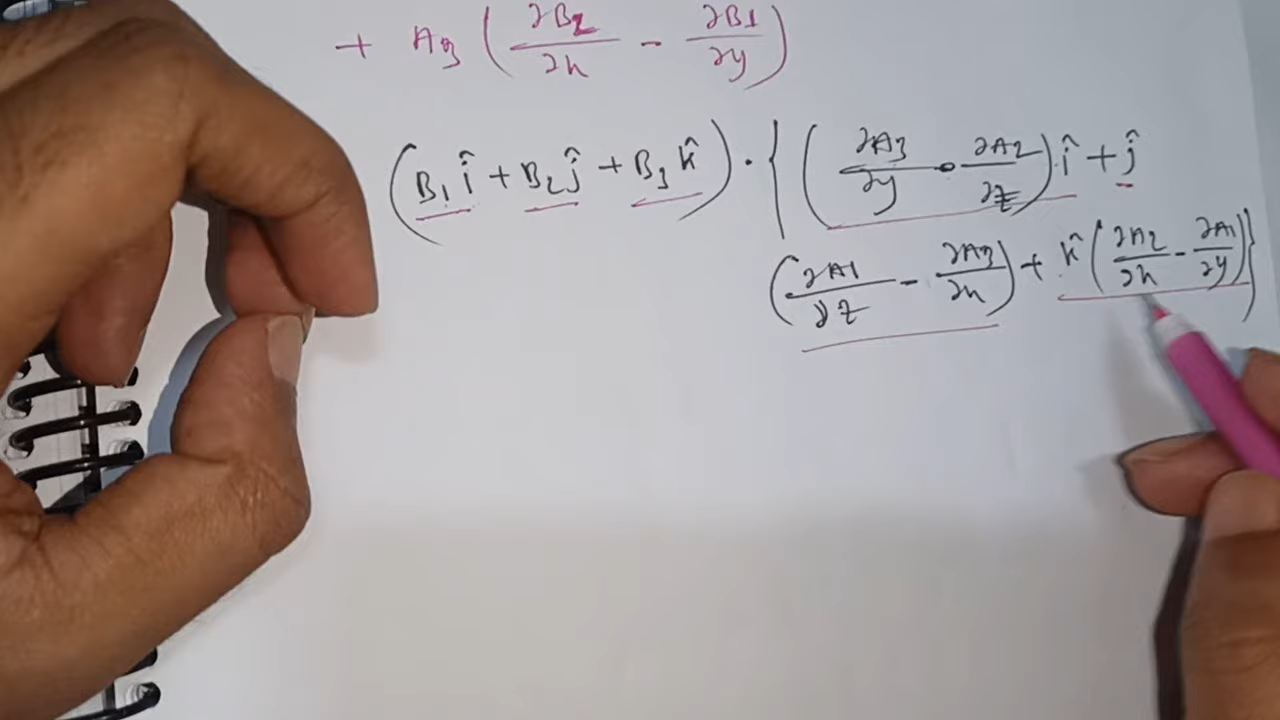 + A₃ (∂B₂/∂x - ∂B₁/∂y)
(B₁ î + B₂ ĵ + B₃ k̂) · { (∂A₃/∂y - ∂A₂/∂z) î + ĵ
(∂A₁/∂z - ∂A₃/∂x) + k̂ (∂A₂/∂x - ∂A₁/∂y) }